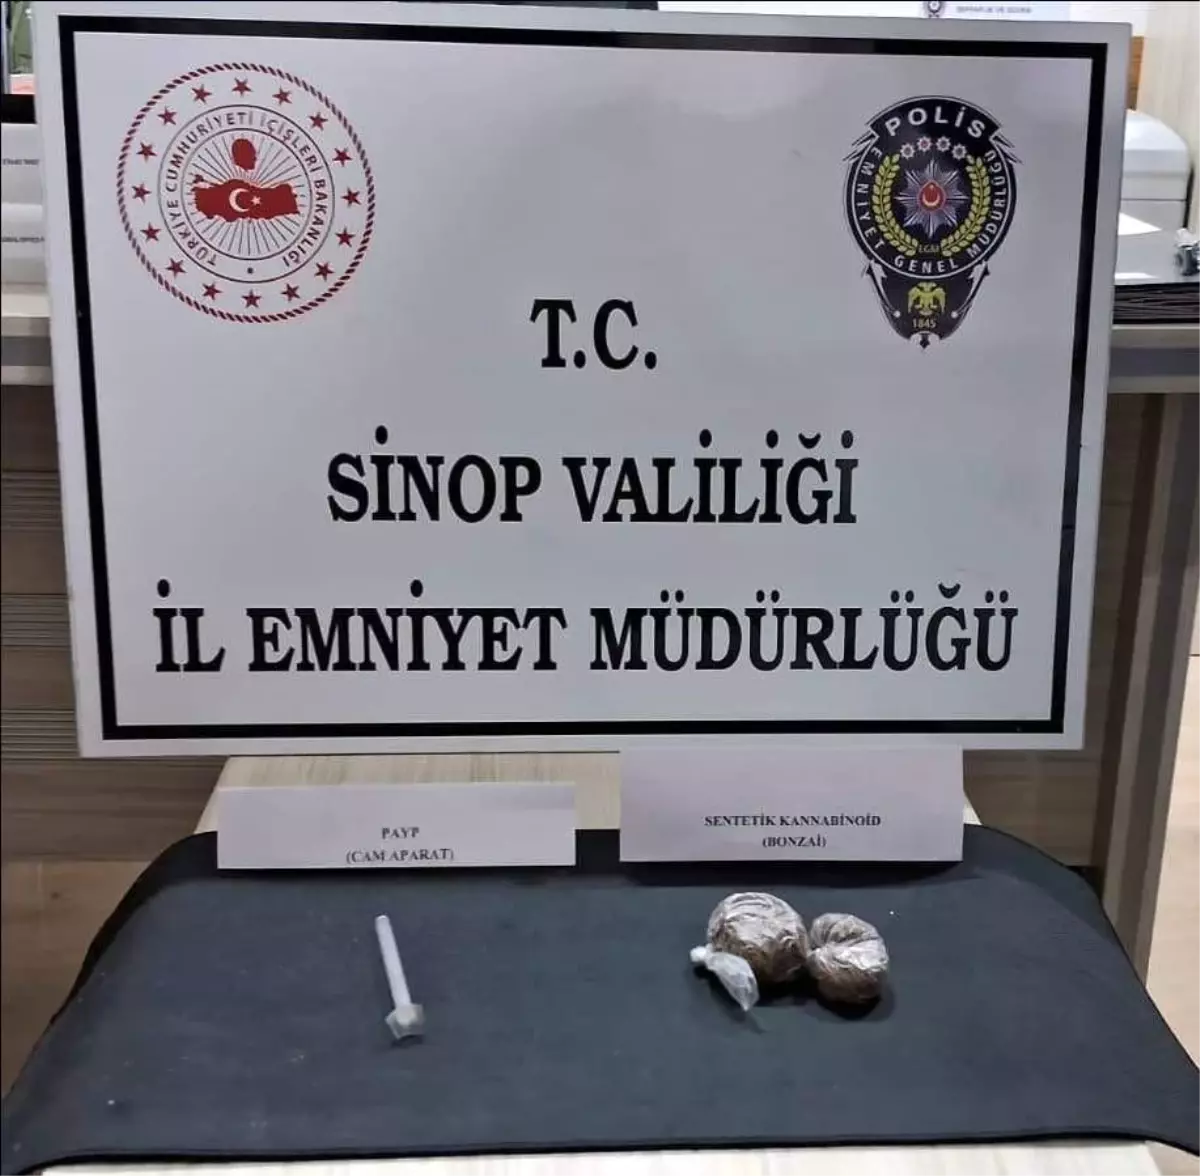 TÜRKİYE CUMHURİYETİ İÇİŞLERİ BAKANLIĞI
POLİS
EMNİYET GENEL MÜDÜRLÜĞÜ
EGM
1845
T.C.
SİNOP VALİLİĞİ
İL EMNİYET MÜDÜRLÜĞÜ
PAYP
(CAM APARAT)
SENTETİK KANNABİNOİD
(BONZAİ)